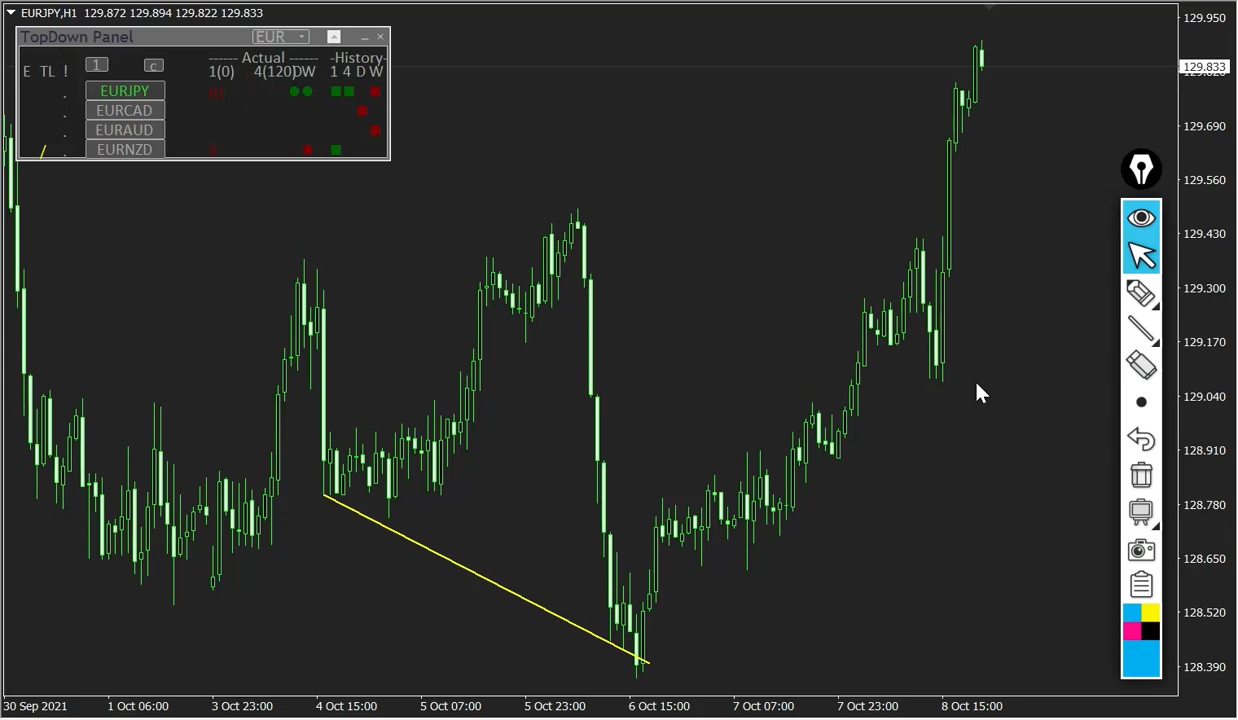 EURJPY,H1 129.872 129.894 129.822 129.833
TopDown Panel EUR
------ Actual ------ -History-
E TL ! 1 c 1(0) 4(120) D W 1 4 D W
EURJPY
EURCAD
EURAUD
EURNZD
129.950
129.833
129.690
129.560
129.430
129.300
129.170
129.040
128.910
128.780
128.650
128.520
128.390
30 Sep 2021 1 Oct 06:00 3 Oct 23:00 4 Oct 15:00 5 Oct 07:00 5 Oct 23:00 6 Oct 15:00 7 Oct 07:00 7 Oct 23:00 8 Oct 15:00